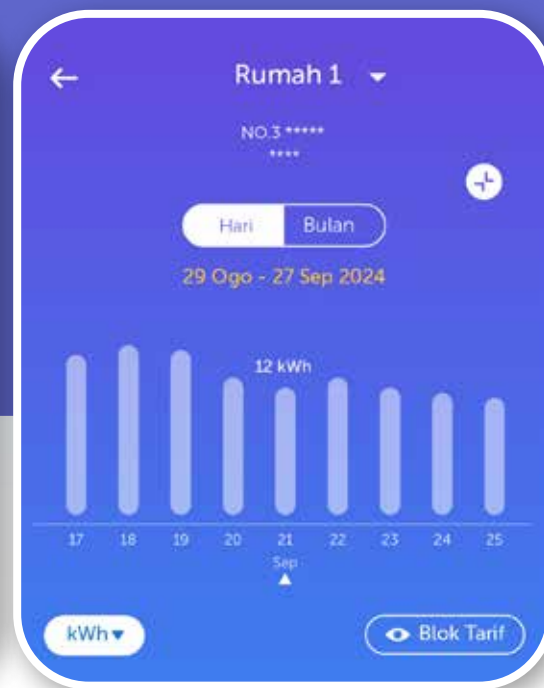 Rumah 1
NO.3 *****
****
Hari Bulan
29 Ogo - 27 Sep 2024
12 kWh
17 18 19 20 21 22 23 24 25
Sep
kWh
Blok Tarif